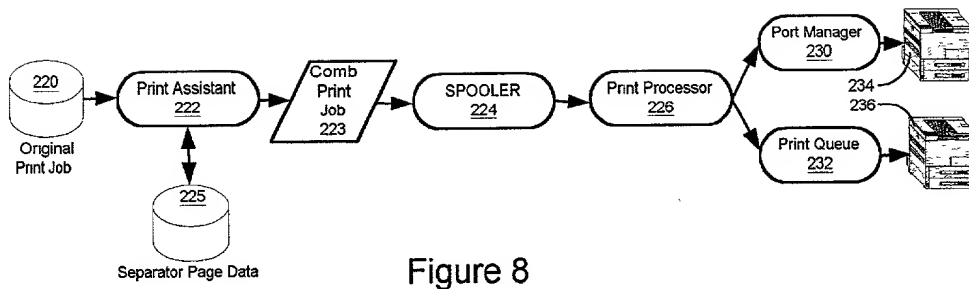 220
Original
Print Job
Print Assistant
222
225
Separator Page Data
Comb
Print
Job
223
SPOOLER
224
Print Processor
226
Port Manager
230
234
236
Print Queue
232
Figure 8